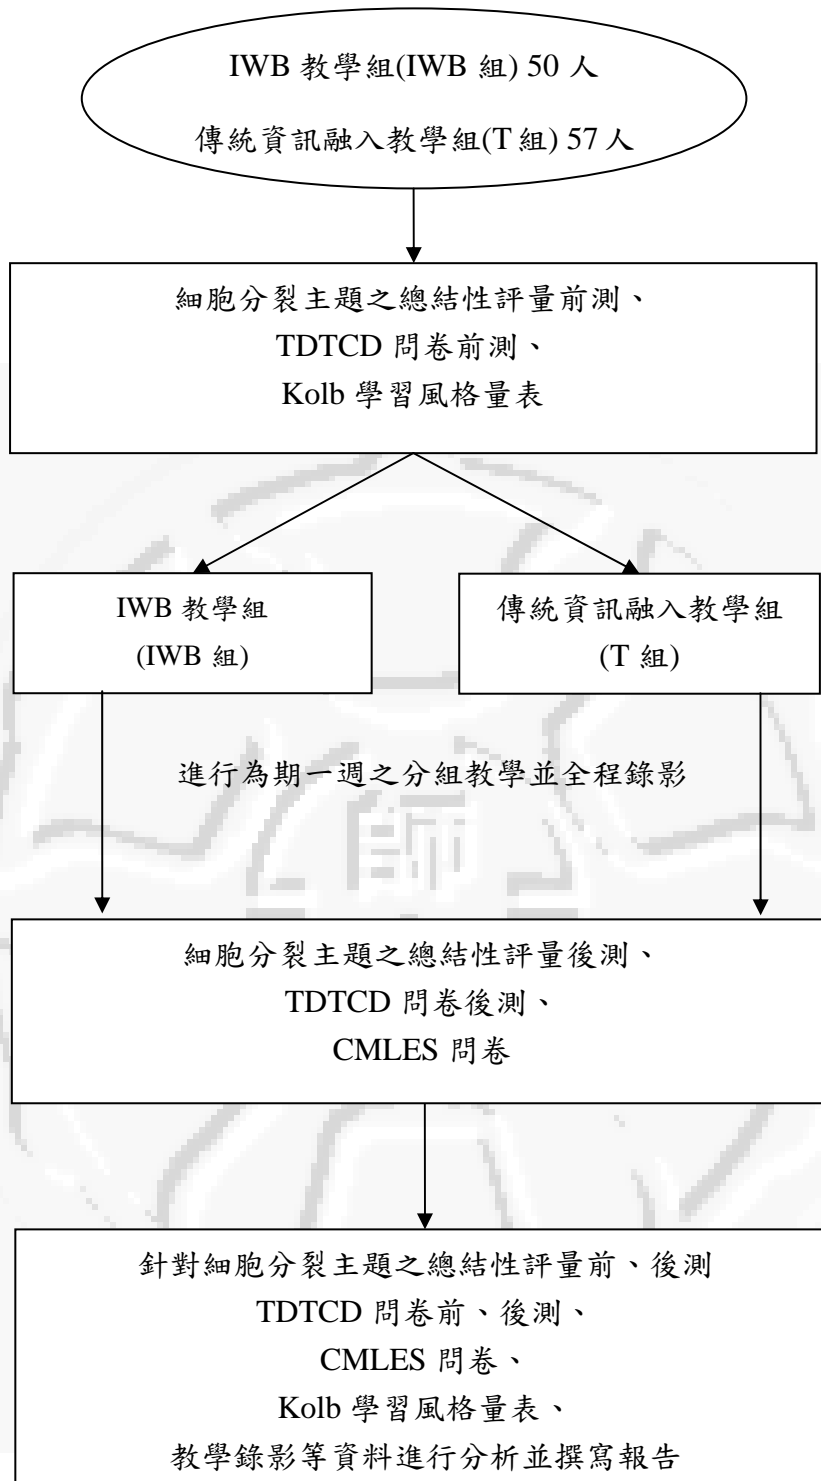 IWB 教學組(IWB 組) 50 人
傳統資訊融入教學組(T 組) 57 人
細胞分裂主題之總結性評量前測、
TDTCD 問卷前測、
Kolb 學習風格量表
IWB 教學組
(IWB 組)
傳統資訊融入教學組
(T 組)
進行為期一週之分組教學並全程錄影
師
細胞分裂主題之總結性評量後測、
TDTCD 問卷後測、
CMLES 問卷
針對細胞分裂主題之總結性評量前、後測
TDTCD 問卷前、後測、
CMLES 問卷、
Kolb 學習風格量表、
教學錄影等資料進行分析並撰寫報告